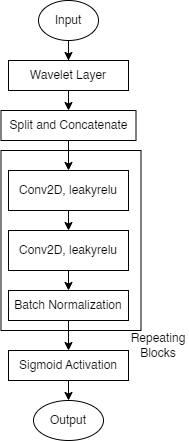 Input
Wavelet Layer
Split and Concatenate
Conv2D, leakyrelu
Conv2D, leakyrelu
Batch Normalization
Repeating
Blocks
Sigmoid Activation
Output